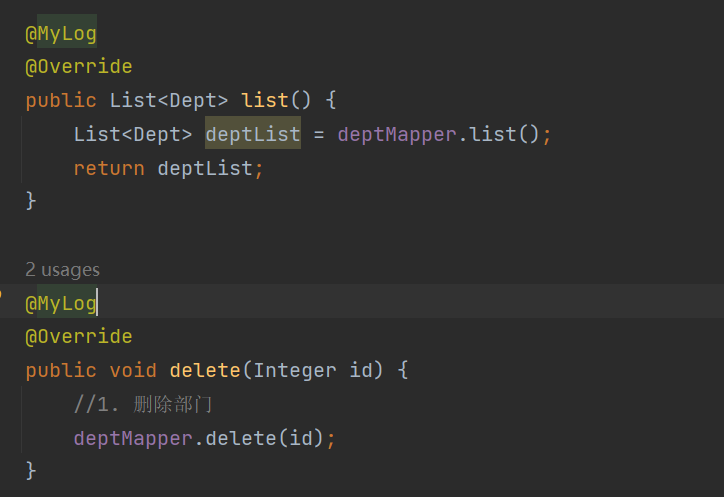 @MyLog
@Override
public List<Dept> list() {
List<Dept> deptList = deptMapper.list();
return deptList;
}
2 usages
@MyLog
@Override
public void delete(Integer id) {
//1. 删除部门
deptMapper.delete(id);
}